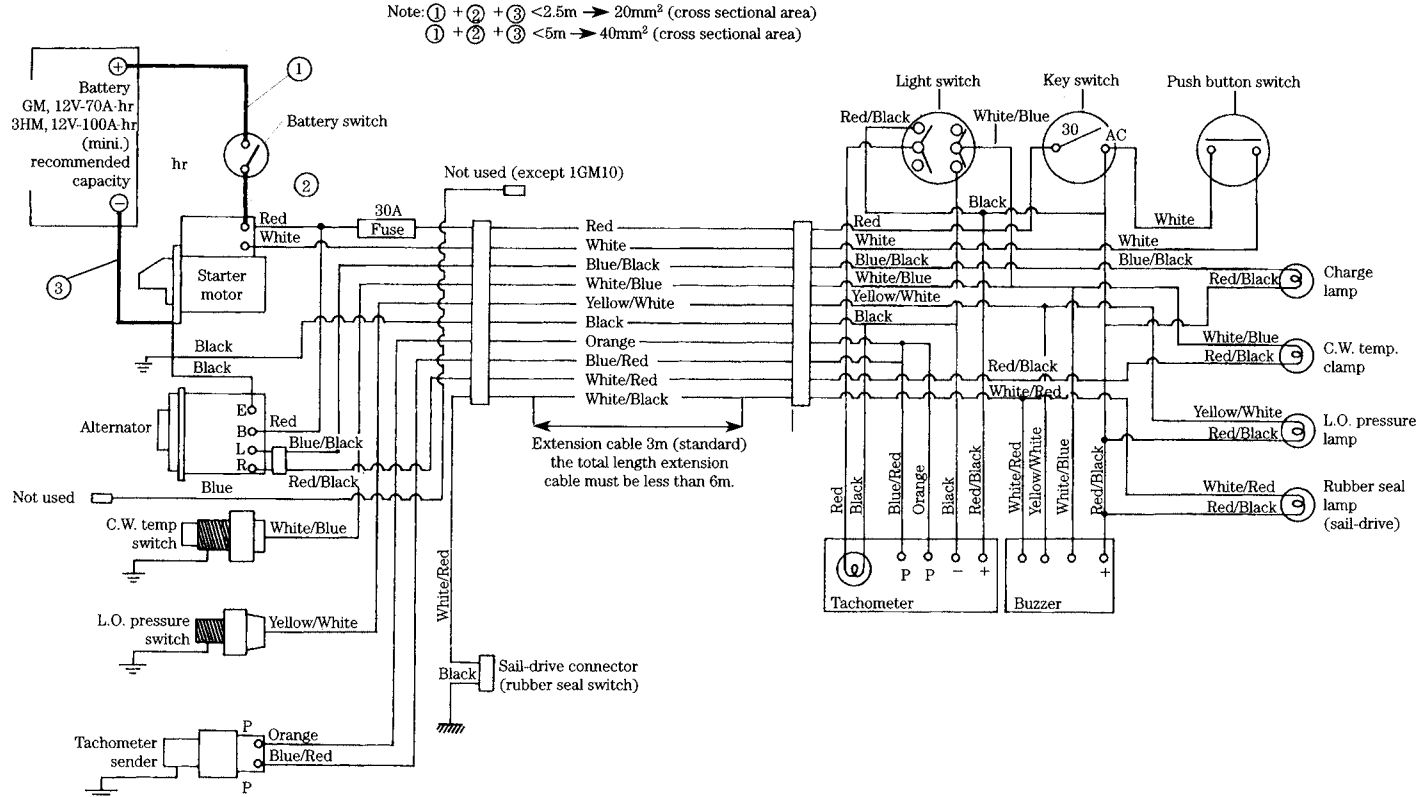 Note: ① + ② + ③ <2.5m → 20mm² (cross sectional area)
① + ② + ③ <5m → 40mm² (cross sectional area)
+
Battery
GM, 12V-70A-hr
3HM, 12V-100A-hr
(mini.)
recommended
capacity
−
hr
①
Battery switch
②
③
Red
White
30A
Fuse
Starter
motor
Black
Black
Not used (except 1GM10)
Alternator
E
B
L
R
Red
Blue/Black
Red/Black
Not used
Blue
C.W. temp
switch
White/Blue
L.O. pressure
switch
Yellow/White
Tachometer
sender
P
Orange
Blue/Red
P
White/Red
Black
Sail-drive connector
(rubber seal switch)
Red
White
Blue/Black
White/Blue
Yellow/White
Black
Orange
Blue/Red
White/Red
White/Black
Extension cable 3m (standard)
the total length extension
cable must be less than 6m.
Light switch
Key switch
Push button switch
Red/Black
White/Blue
30
AC
Black
White
Red
White
White
Blue/Black
Blue/Black
White/Blue
Yellow/White
Black
Red/Black
Charge
lamp
White/Blue
Red/Black
C.W. temp.
clamp
Red/Black
White/Red
Yellow/White
Red/Black
L.O. pressure
lamp
White/Red
Red/Black
Rubber seal
lamp
(sail-drive)
Red
Black
Blue/Red
Orange
Black
Red/Black
White/Red
Yellow/White
White/Blue
Red/Black
P
P
−
+
Tachometer
+
Buzzer